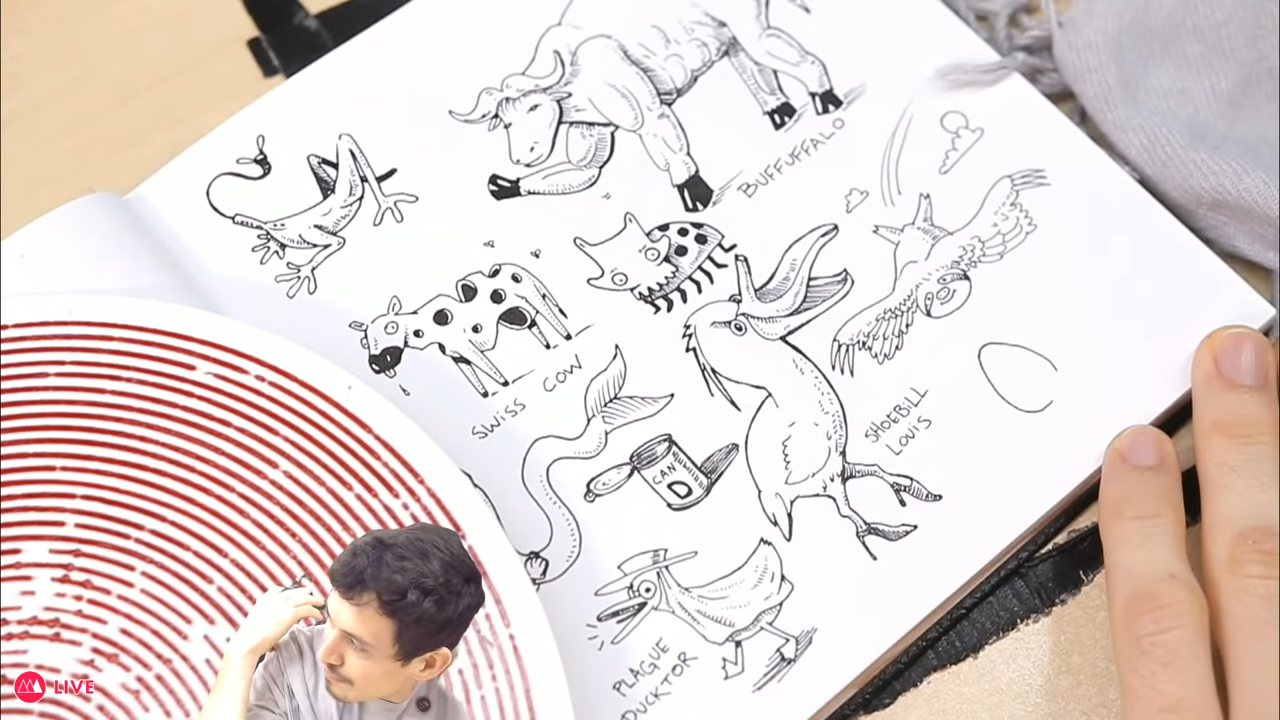 BUFFUFFALO
SWISS COW
CAN
D
SHOEBILL
LOUIS
PLAGUE
DUCKTOR
LIVE